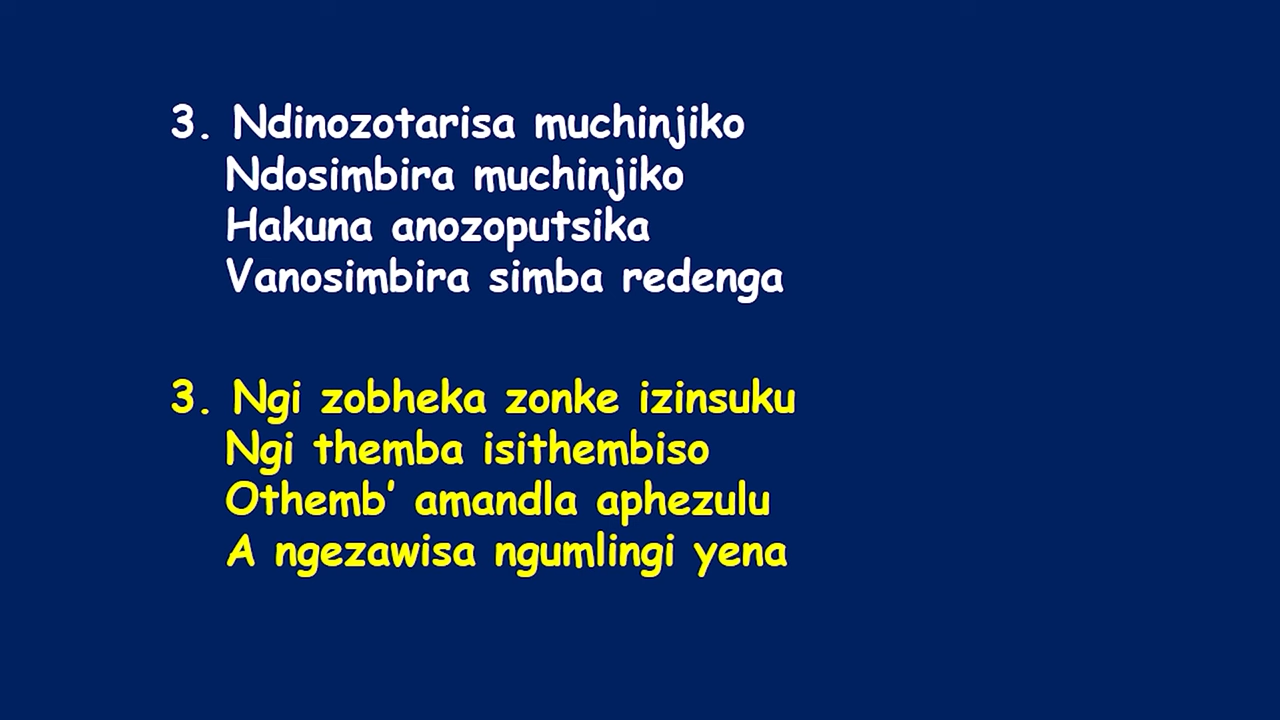 3. Ndinozotarisa muchinjiko
Ndosimbira muchinjiko
Hakuna anozoputsika
Vanosimbira simba redenga
3. Ngi zobheka zonke izinsuku
Ngi themba isithembiso
Othemb’ amandla aphezulu
A ngezawisa ngumlingi yena